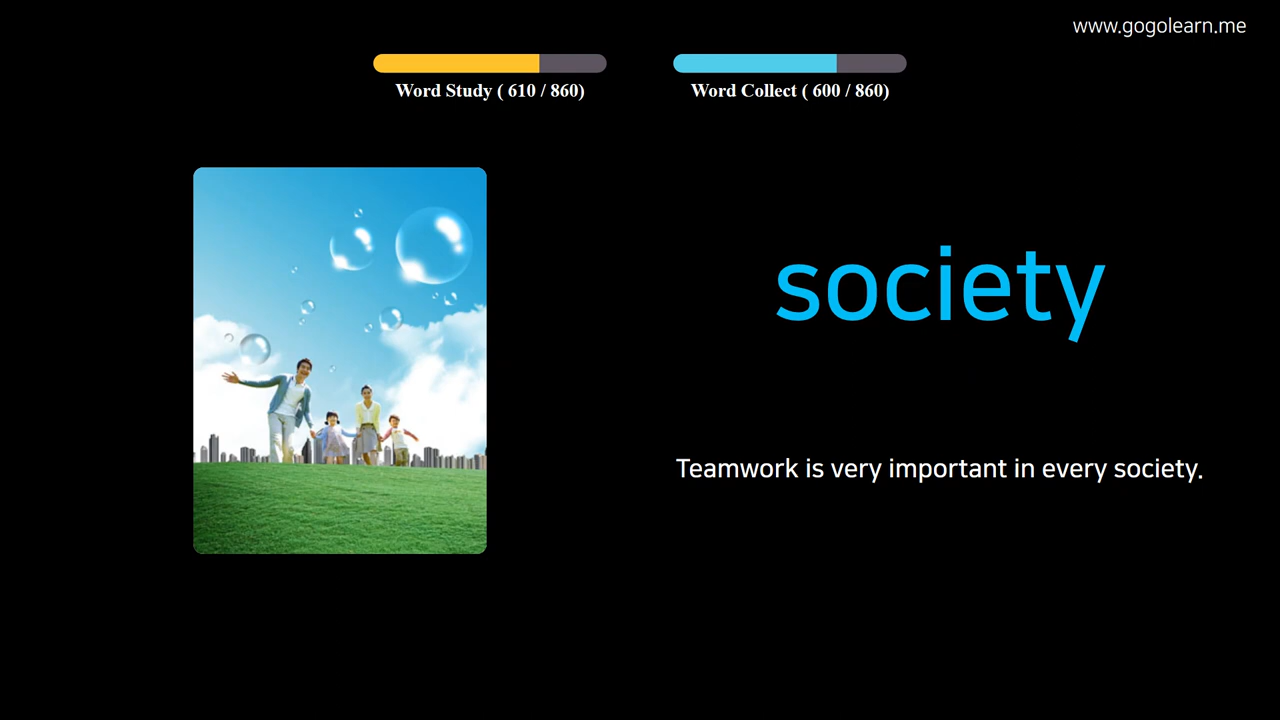 www.gogolearn.me
Word Study ( 610 / 860)
Word Collect ( 600 / 860)
society
Teamwork is very important in every society.